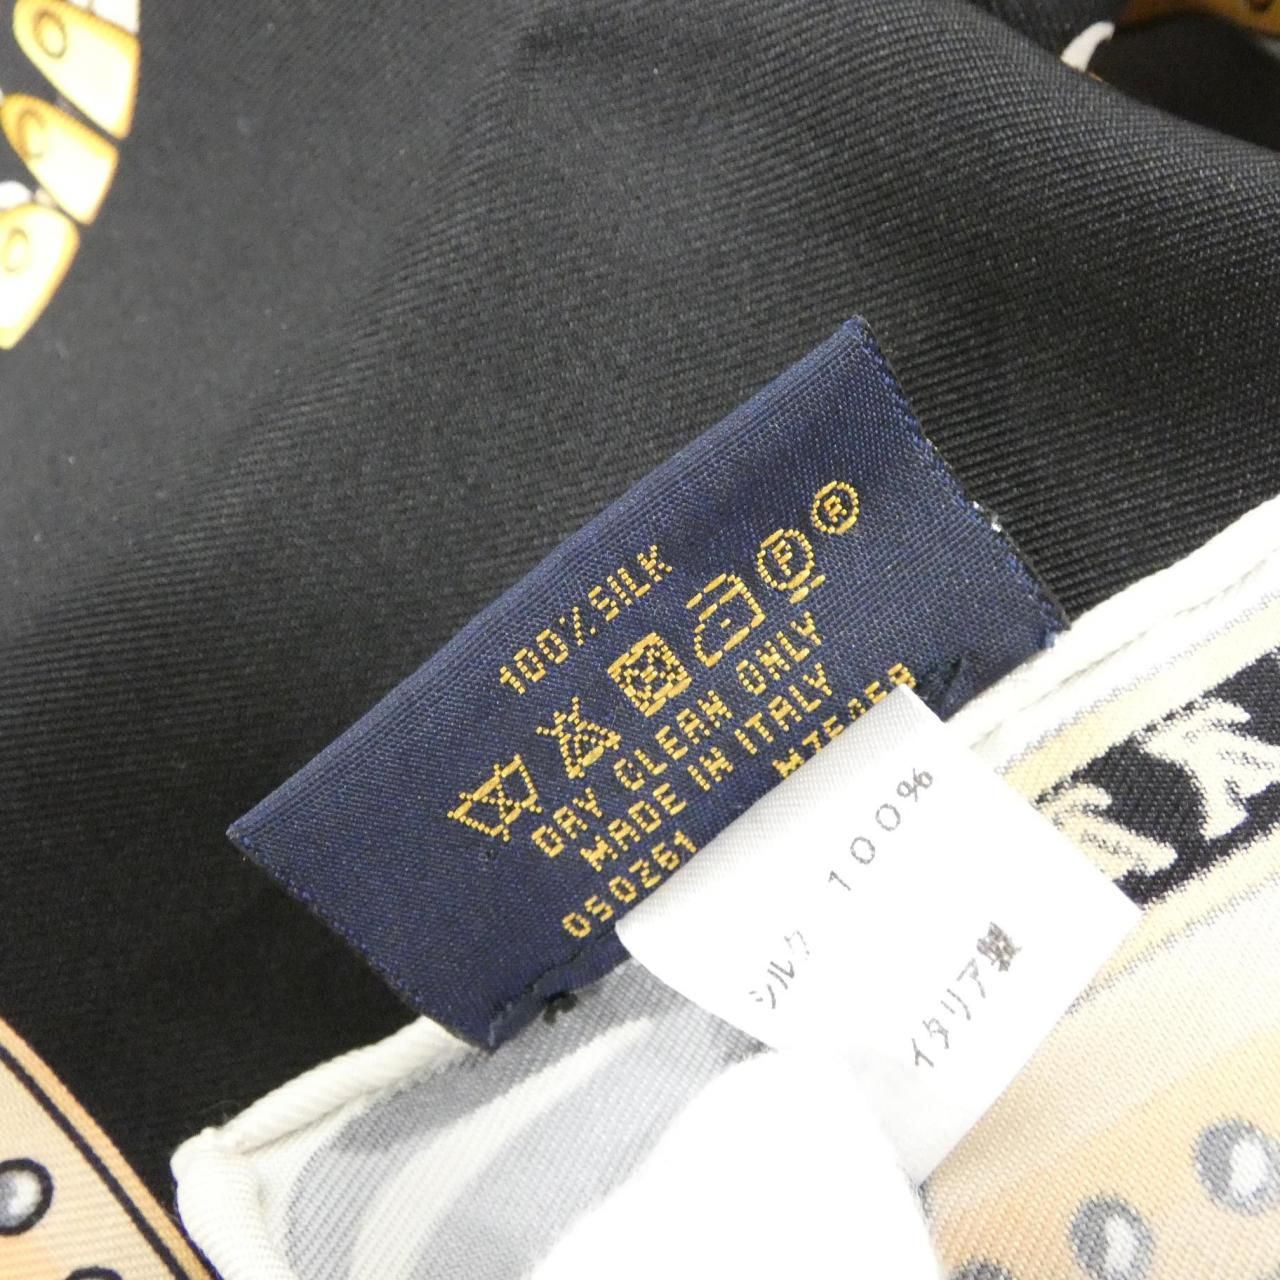 100% SILK
F ®
DRY CLEAN ONLY
MADE IN ITALY
050261
シルク 100%
イタリア製